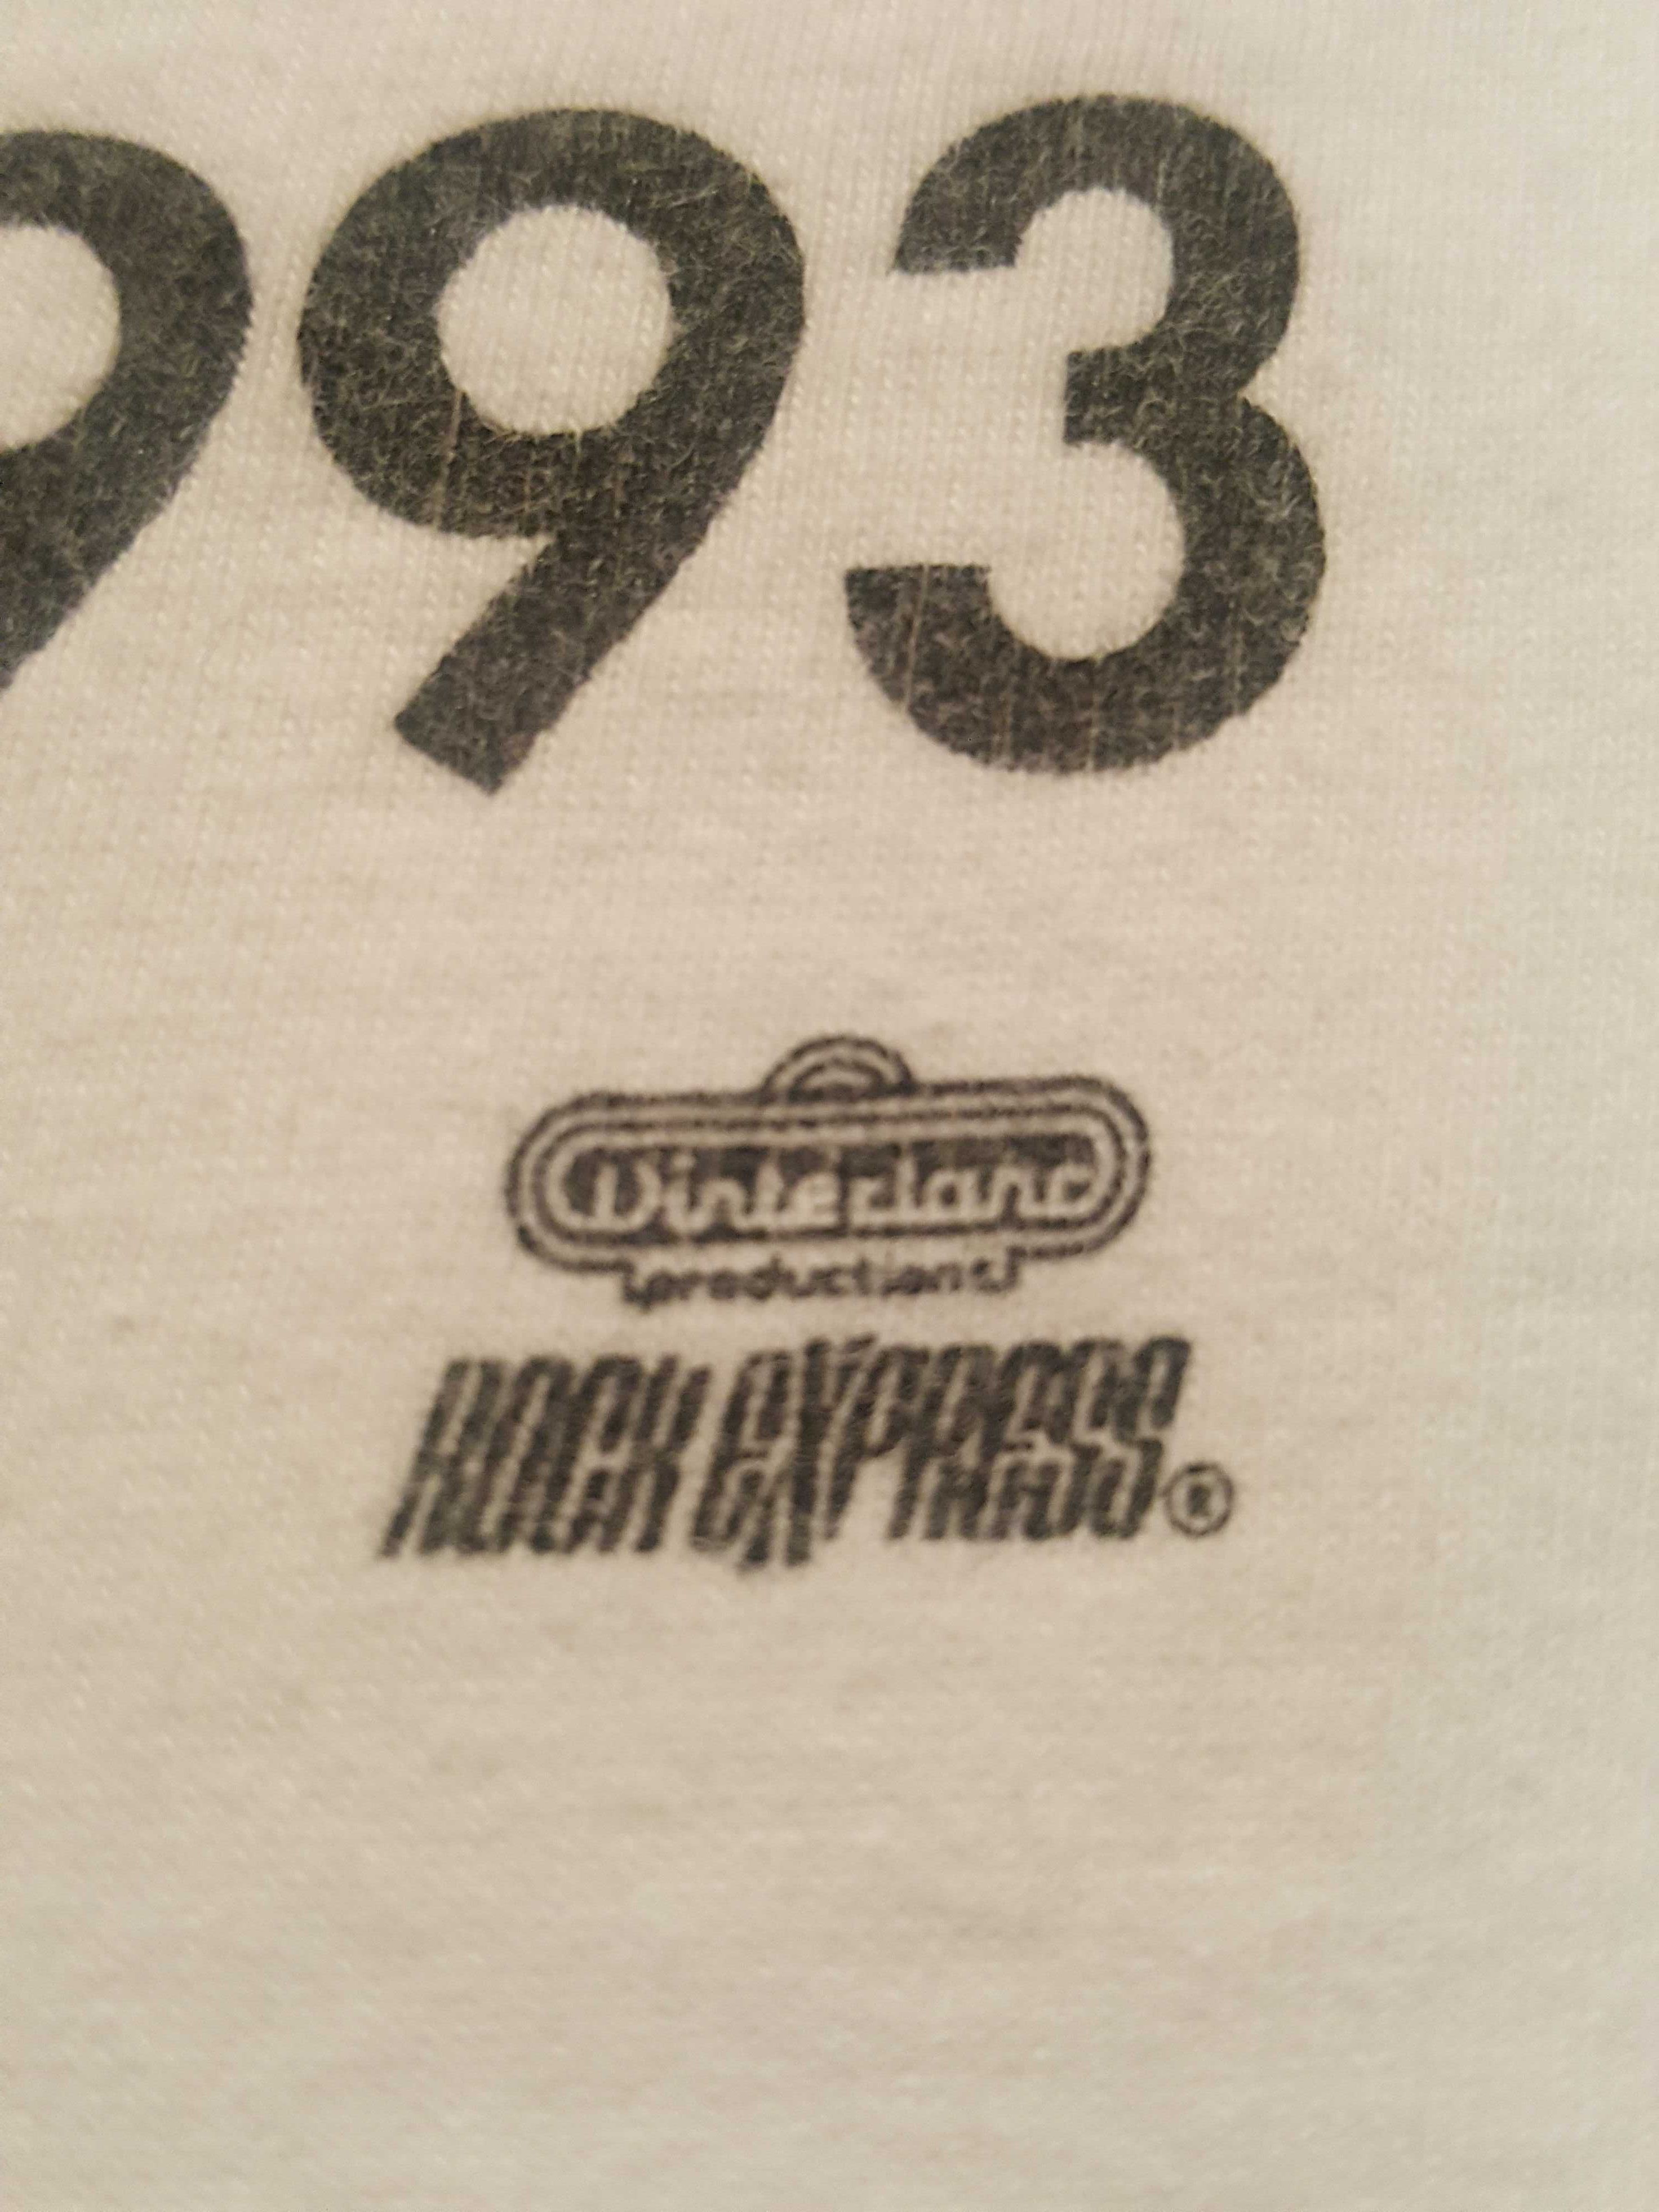 993
Winterland
productions
ROCK EXPRESS®